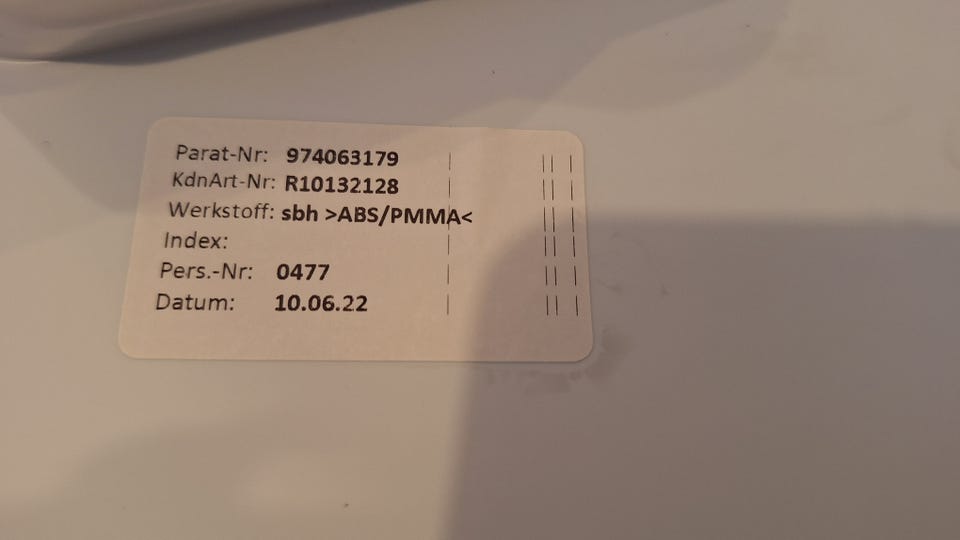 Parat-Nr: 974063179
KdnArt-Nr: R10132128
Werkstoff: sbh >ABS/PMMA<
Index:
Pers.-Nr: 0477
Datum: 10.06.22